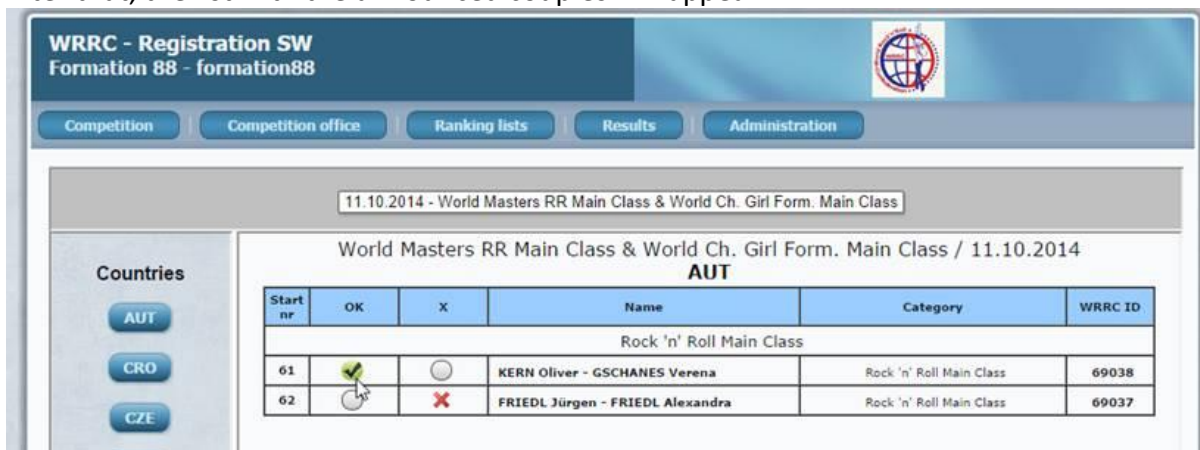 WRRC - Registration SW
Formation 88 - formation88
Competition Competition office Ranking lists Results Administration
11.10.2014 - World Masters RR Main Class & World Ch. Girl Form. Main Class
World Masters RR Main Class & World Ch. Girl Form. Main Class / 11.10.2014
AUT
Countries
AUT
CRO
CZE
Start nr OK X Name Category WRRC ID
Rock 'n' Roll Main Class
61 KERN Oliver - GSCHANES Verena Rock 'n' Roll Main Class 69038
62 FRIEDL Jürgen - FRIEDL Alexandra Rock 'n' Roll Main Class 69037